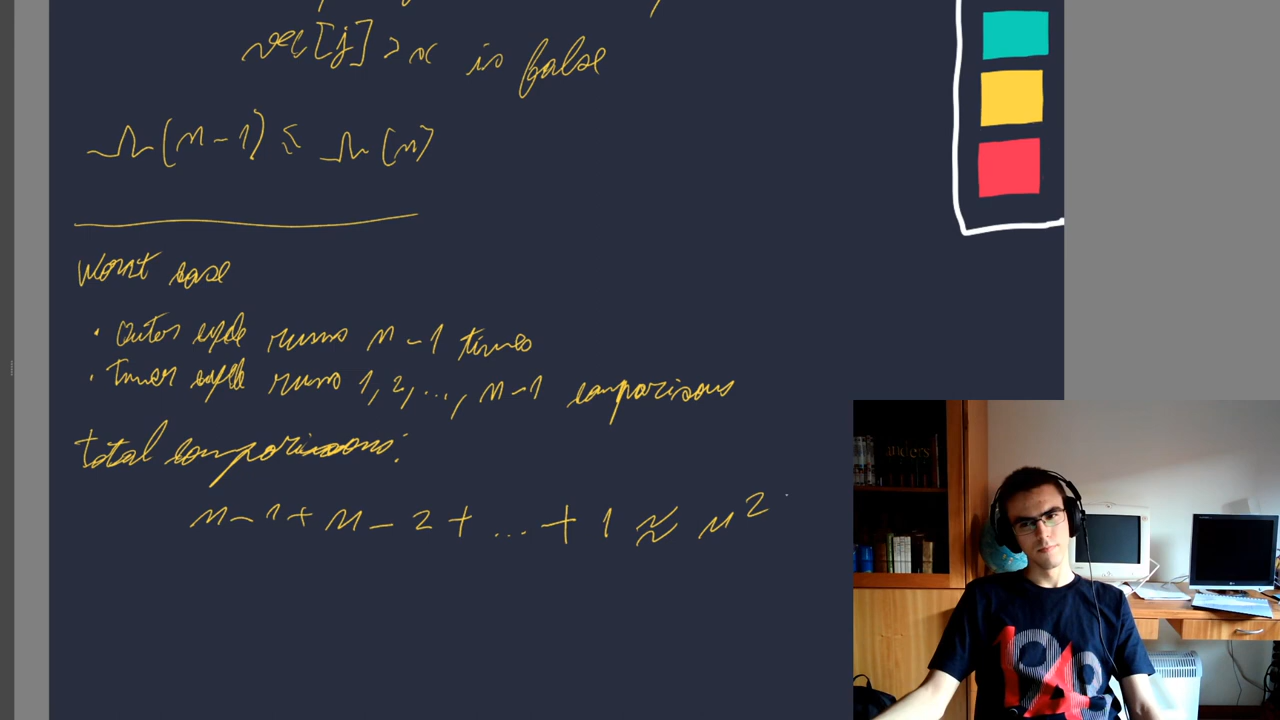 vec[j] > x is false
Ω(n-1) ≤ Ω(n)
Worst case
• Outer cycle runs n-1 times
• Inner cycle runs 1, 2, ..., n-1 comparisons
Total comparisons:
n-1 + n-2 + ... + 1 ≈ n²
anders